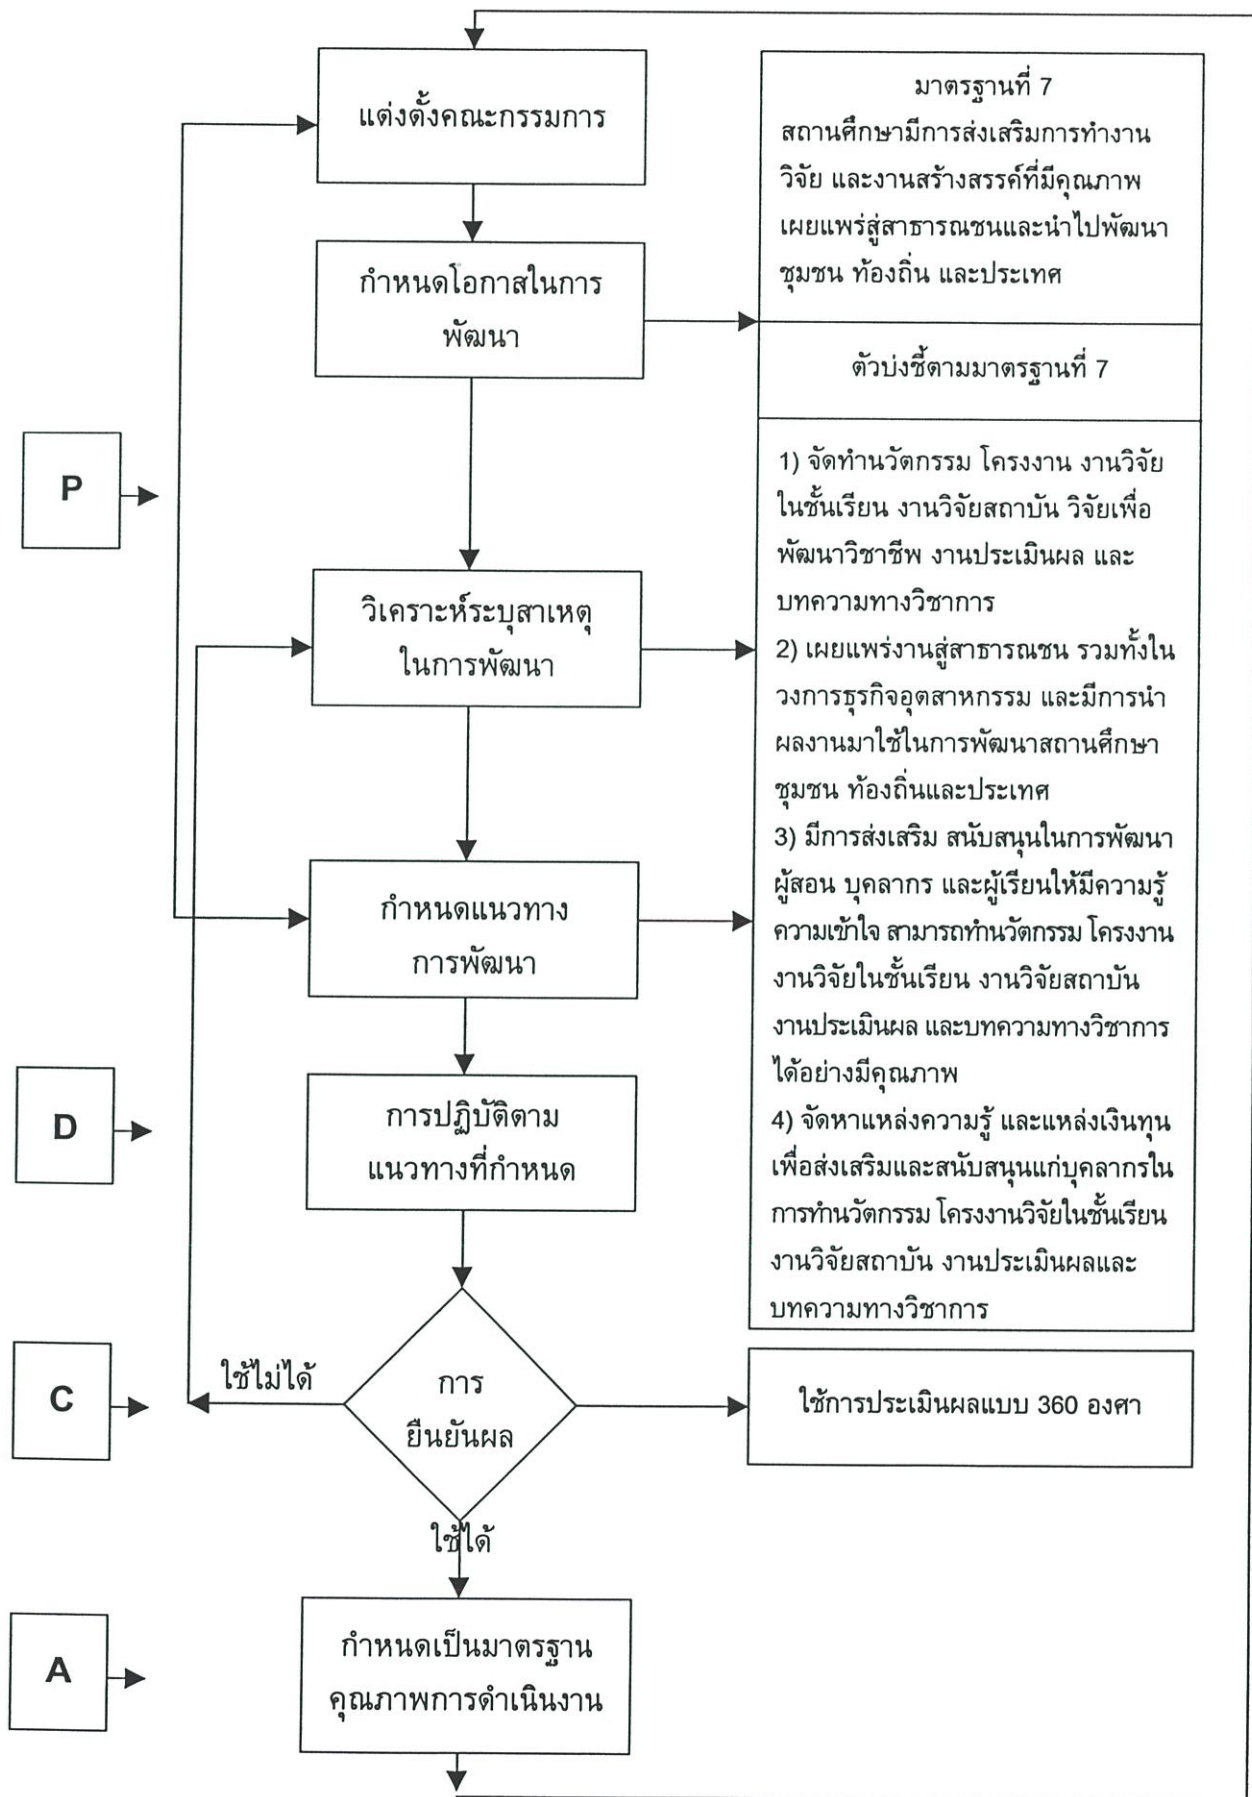 แต่งตั้งคณะกรรมการ
กำหนดโอกาสในการ
พัฒนา
มาตรฐานที่ 7
สถานศึกษามีการส่งเสริมการทำงาน
วิจัย และงานสร้างสรรค์ที่มีคุณภาพ
เผยแพร่สู่สาธารณชนและนำไปพัฒนา
ชุมชน ท้องถิ่น และประเทศ
ตัวบ่งชี้ตามมาตรฐานที่ 7
P
วิเคราะห์ระบุสาเหตุ
ในการพัฒนา
กำหนดแนวทาง
การพัฒนา
1) จัดทำนวัตกรรม โครงงาน งานวิจัย
ในชั้นเรียน งานวิจัยสถาบัน วิจัยเพื่อ
พัฒนาวิชาชีพ งานประเมินผล และ
บทความทางวิชาการ
2) เผยแพร่งานสู่สาธารณชน รวมทั้งใน
วงการธุรกิจอุตสาหกรรม และมีการนำ
ผลงานมาใช้ในการพัฒนาสถานศึกษา
ชุมชน ท้องถิ่นและประเทศ
3) มีการส่งเสริม สนับสนุนในการพัฒนา
ผู้สอน บุคลากร และผู้เรียนให้มีความรู้
ความเข้าใจ สามารถทำนวัตกรรม โครงงาน
งานวิจัยในชั้นเรียน งานวิจัยสถาบัน
งานประเมินผล และบทความทางวิชาการ
ได้อย่างมีคุณภาพ
4) จัดหาแหล่งความรู้ และแหล่งเงินทุน
เพื่อส่งเสริมและสนับสนุนแก่บุคลากรใน
การทำนวัตกรรม โครงงานวิจัยในชั้นเรียน
งานวิจัยสถาบัน งานประเมินผลและ
บทความทางวิชาการ
D
การปฏิบัติตาม
แนวทางที่กำหนด
C
ใช้ไม่ได้
การ
ยืนยันผล
ใช้การประเมินผลแบบ 360 องศา
ใช้ได้
A
กำหนดเป็นมาตรฐาน
คุณภาพการดำเนินงาน